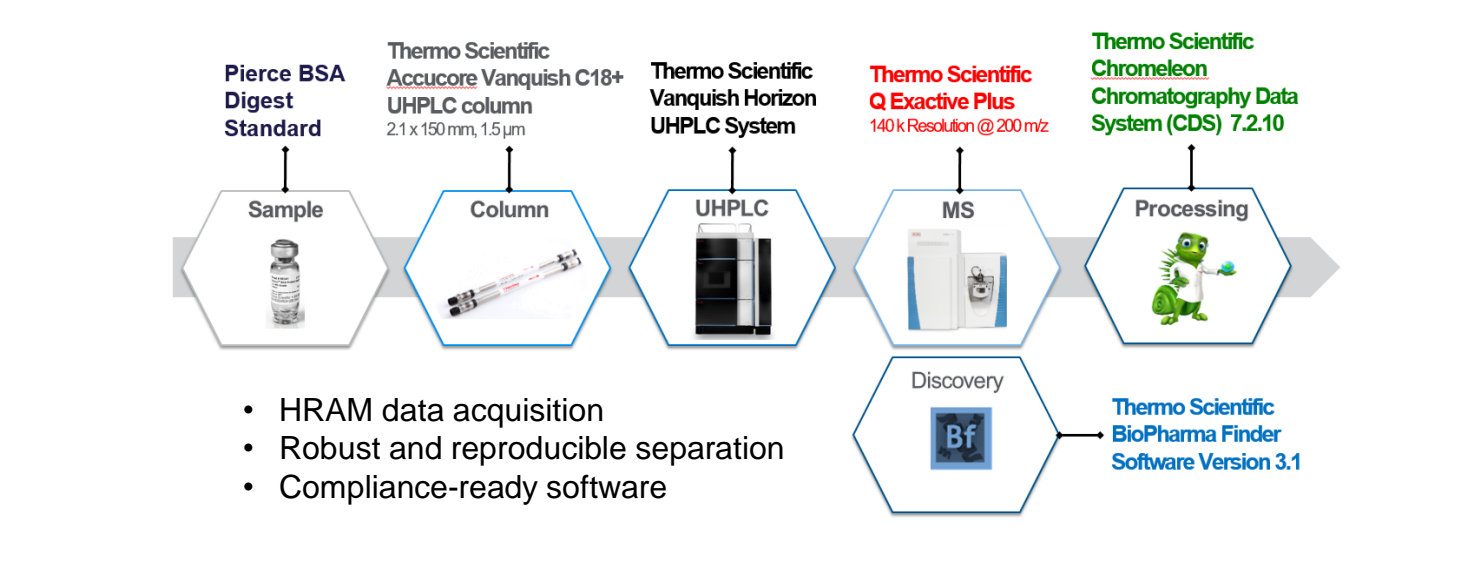 Pierce BSA
Digest
Standard
Thermo Scientific
Accucore Vanquish C18+
UHPLC column
2.1 x 150 mm, 1.5 µm
Thermo Scientific
Vanquish Horizon
UHPLC System
Thermo Scientific
Q Exactive Plus
140 k Resolution @ 200 m/z
Thermo Scientific
Chromeleon
Chromatography Data
System (CDS) 7.2.10
Sample
Column
UHPLC
MS
Processing
Discovery
Bf
Thermo Scientific
BioPharma Finder
Software Version 3.1
• HRAM data acquisition
• Robust and reproducible separation
• Compliance-ready software